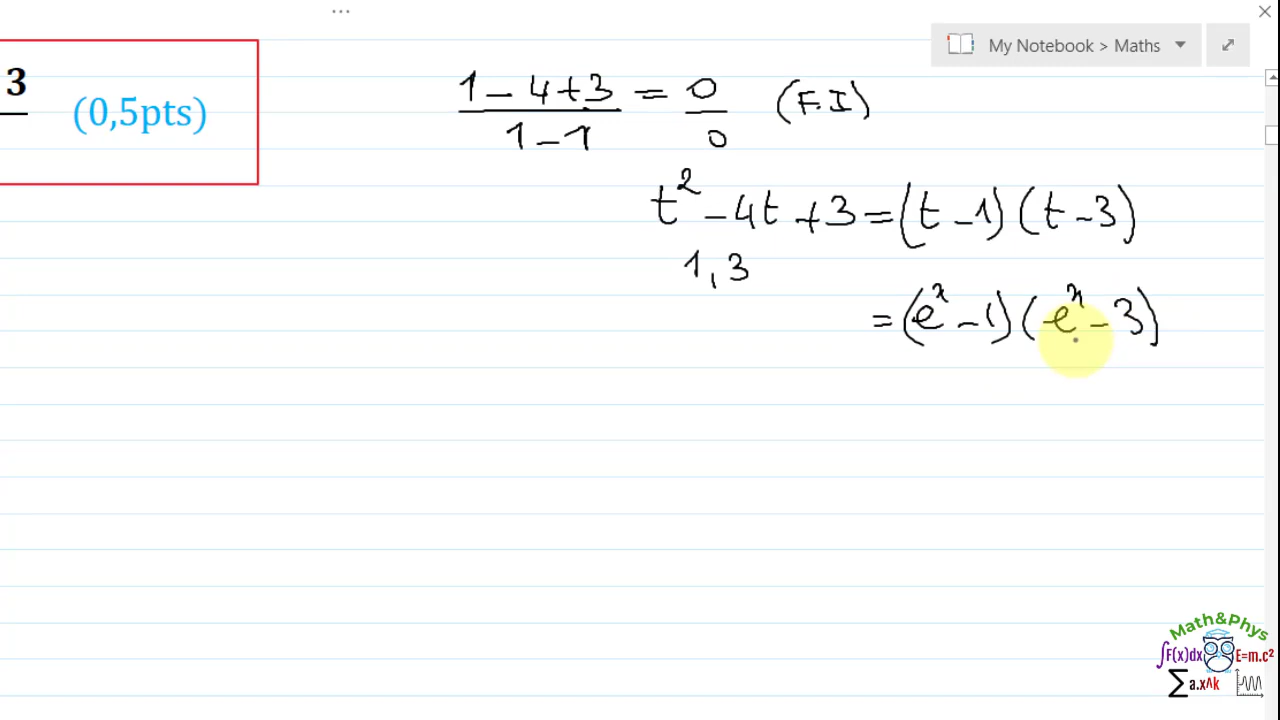 ...
My Notebook > Maths
3
(0,5pts)
1 - 4 + 3 = 0 (F.I)
1 - 1 0
t² - 4t + 3 = (t - 1) (t - 3)
1, 3
= (eˣ - 1) (eˣ - 3)
Math&Phys
∫F(x)dx E=m.c²
∑ a.x^k